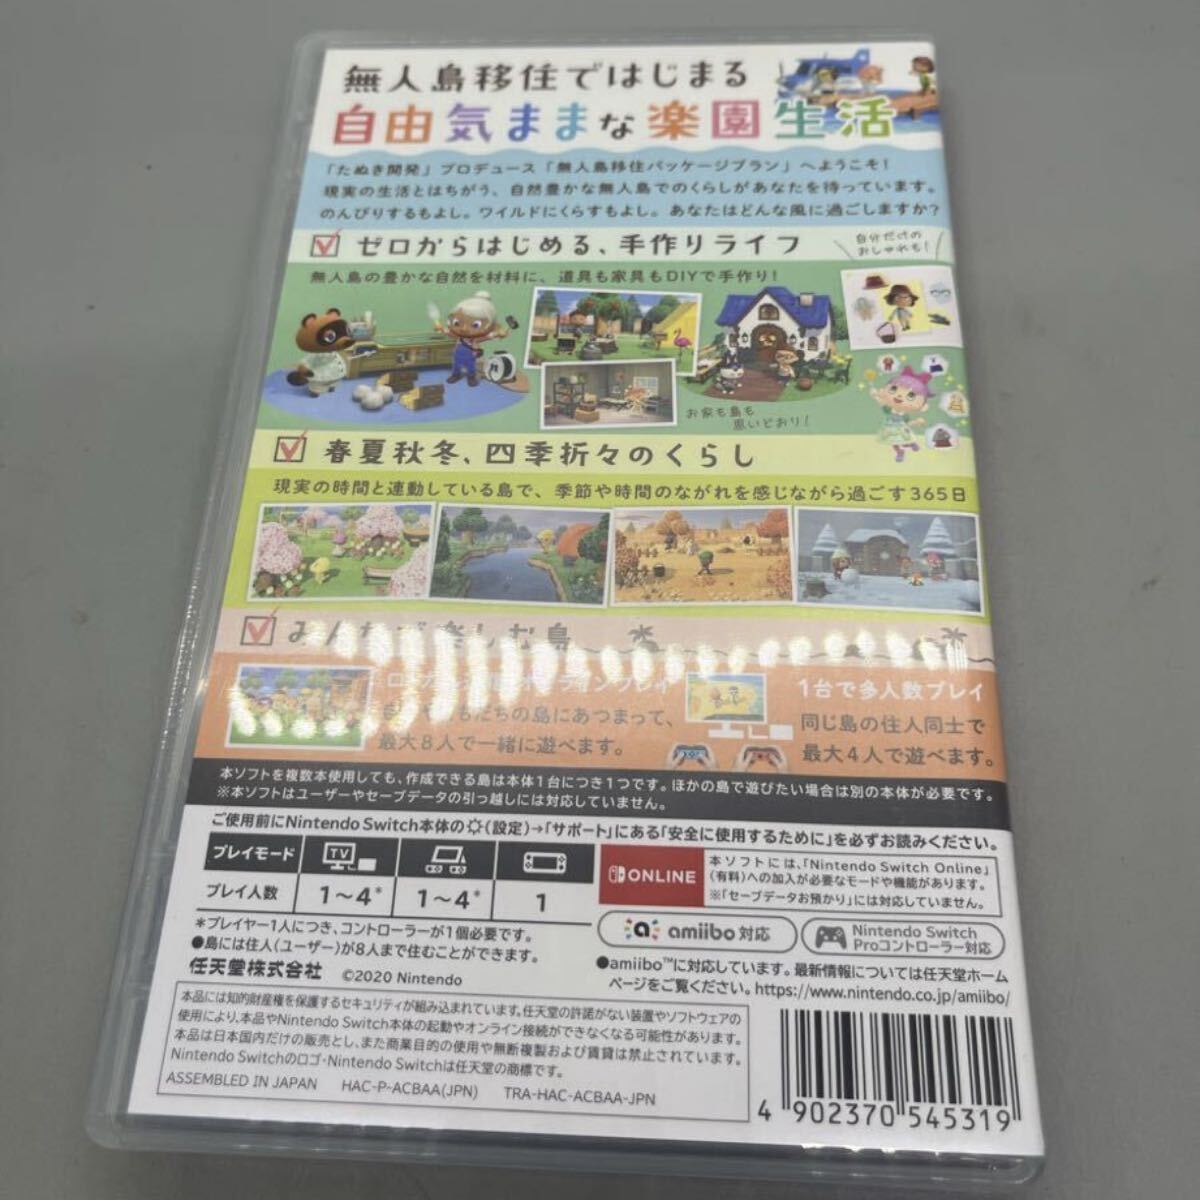 無人島移住ではじまる
自由気ままな楽園生活
「たぬき開発」プロデュース「無人島移住パッケージプラン」へようこそ！
現実の生活とはちがう、自然豊かな無人島でのくらしがあなたを待っています。
のんびりするもよし。ワイルドにくらすもよし。あなたはどんな風に過ごしますか？
ゼロからはじめる、手作りライフ
自分だけの
おしゃれも！
無人島の豊かな自然を材料に、道具も家具もDIYで手作り！
お家も島も
思いどおり！
春夏秋冬、四季折々のくらし
現実の時間と連動している島で、季節や時間のながれを感じながら過ごす365日
みんなで楽しむ島
1台で多人数プレイ
ともだちの島にあつまって、
最大8人で一緒に遊べます。
同じ島の住人同士で
最大4人で遊べます。
本ソフトを複数本使用しても、作成できる島は本体1台につき1つです。ほかの島で遊びたい場合は別の本体が必要です。
※本ソフトはユーザーやセーブデータの引っ越しには対応していません。
ご使用前にNintendo Switch本体の(設定)→「サポート」にある「安全に使用するために」を必ずお読みください。
プレイモード TV
プレイ人数 1～4* 1～4* 1
ONLINE
本ソフトには、「Nintendo Switch Online」
(有料)への加入が必要なモードや機能があります。
※「セーブデータお預かり」には対応していません。
*プレイヤー1人につき、コントローラーが1個必要です。
●島には住人(ユーザー)が8人まで住むことができます。
amiibo対応
Nintendo Switch
Proコントローラー対応
任天堂株式会社 ©2020 Nintendo
●amiibo™に対応しています。最新情報については任天堂ホーム
ページをご覧ください。https://www.nintendo.co.jp/amiibo/
本品には知的財産権を保護するセキュリティが組み込まれています。任天堂の許諾がない装置やソフトウェアの
使用により、本品やNintendo Switch本体の起動やオンライン接続ができなくなる可能性があります。
本品は日本国内だけの販売とし、また商業目的の使用や無断複製および賃貸は禁止されています。
Nintendo Switchのロゴ・Nintendo Switchは任天堂の商標です。
ASSEMBLED IN JAPAN HAC-P-ACBAA(JPN) TRA-HAC-ACBAA-JPN
4 902370 545319